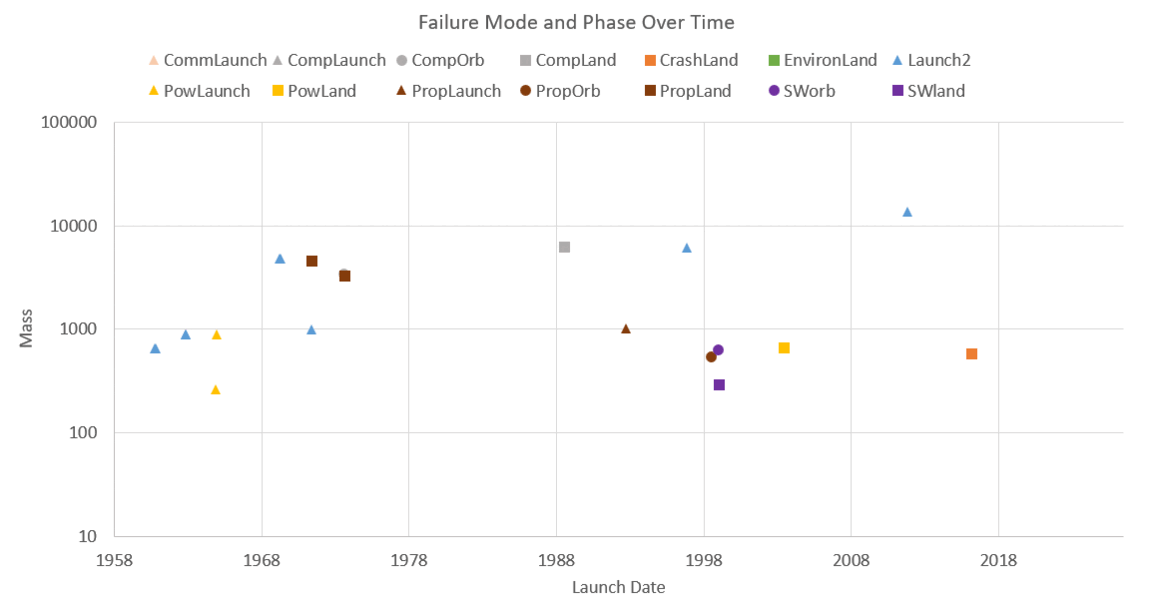 Failure Mode and Phase Over Time
CommLaunch CompLaunch CompOrb CompLand CrashLand EnvironLand Launch2
PowLaunch PowLand PropLaunch PropOrb PropLand SWorb SWland
100000
10000
1000
100
10
Mass
1958 1968 1978 1988 1998 2008 2018
Launch Date